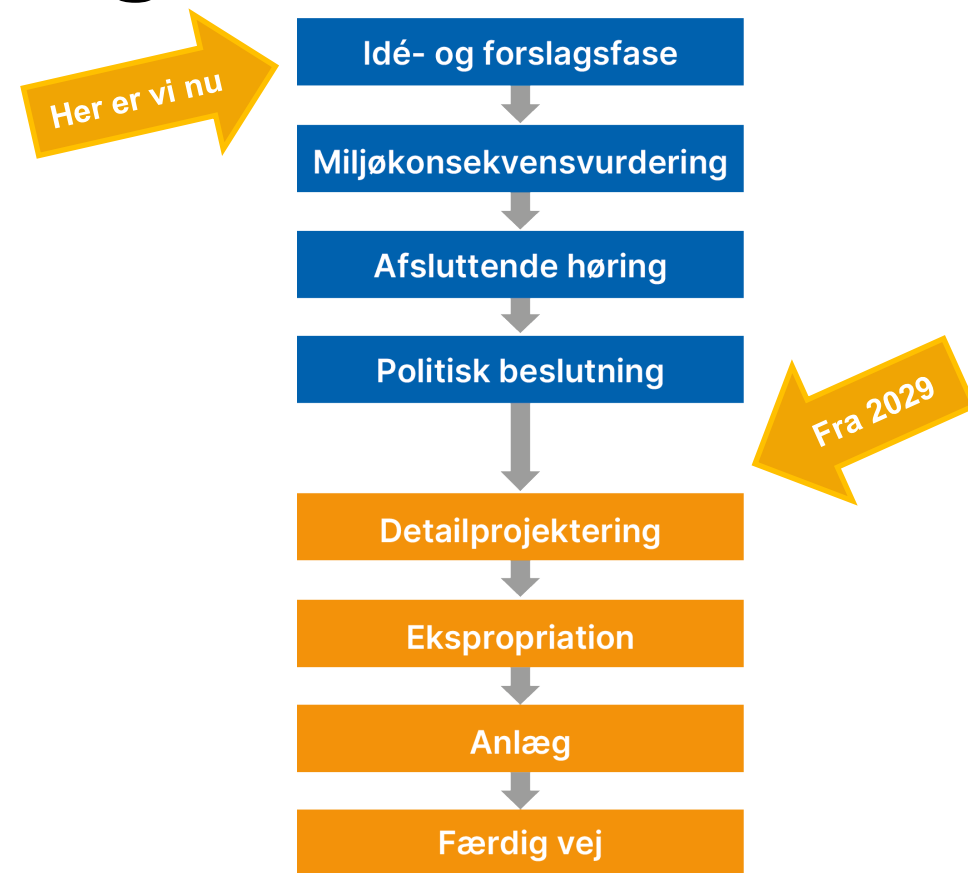 Idé- og forslagsfase
Her er vi nu
Miljøkonsekvensvurdering
Afsluttende høring
Politisk beslutning
Fra 2029
Detailprojektering
Ekspropriation
Anlæg
Færdig vej